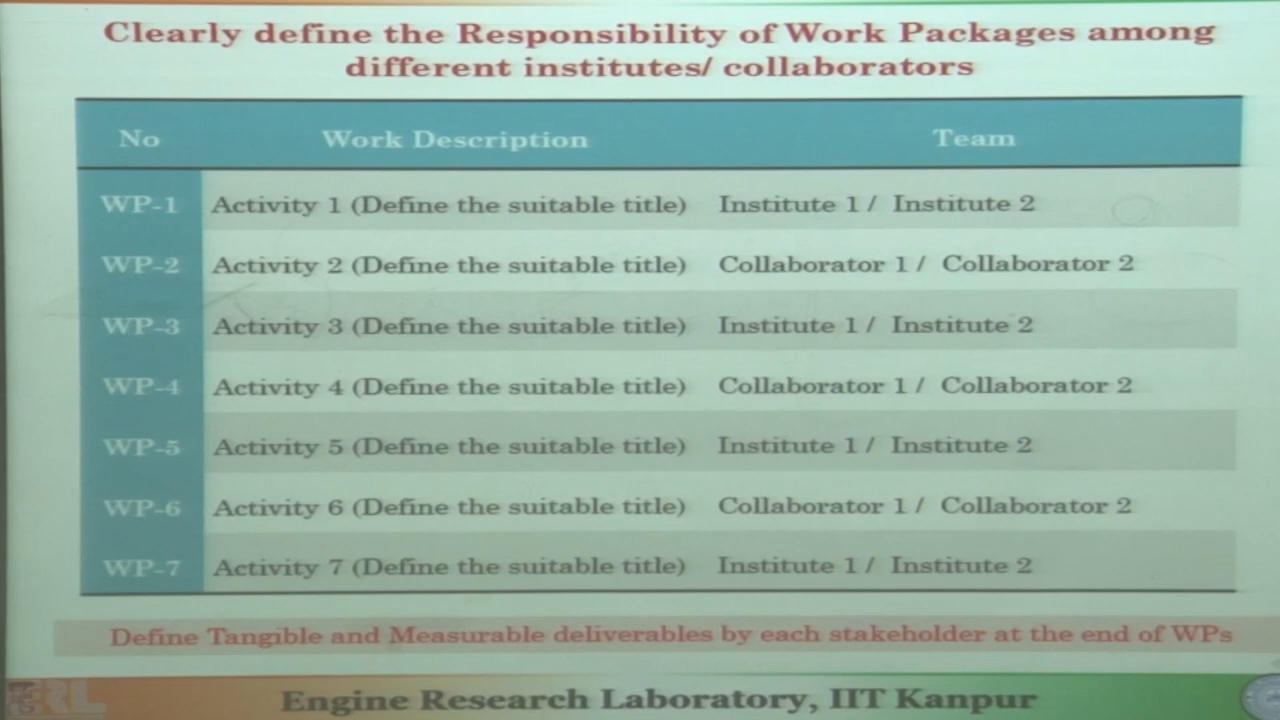 Clearly define the Responsibility of Work Packages among
different institutes/ collaborators
No Work Description Team
WP-1 Activity 1 (Define the suitable title) Institute 1 / Institute 2
WP-2 Activity 2 (Define the suitable title) Collaborator 1 / Collaborator 2
WP-3 Activity 3 (Define the suitable title) Institute 1 / Institute 2
WP-4 Activity 4 (Define the suitable title) Collaborator 1 / Collaborator 2
WP-5 Activity 5 (Define the suitable title) Institute 1 / Institute 2
WP-6 Activity 6 (Define the suitable title) Collaborator 1 / Collaborator 2
WP-7 Activity 7 (Define the suitable title) Institute 1 / Institute 2
Define Tangible and Measurable deliverables by each stakeholder at the end of WPs
ERL Engine Research Laboratory, IIT Kanpur